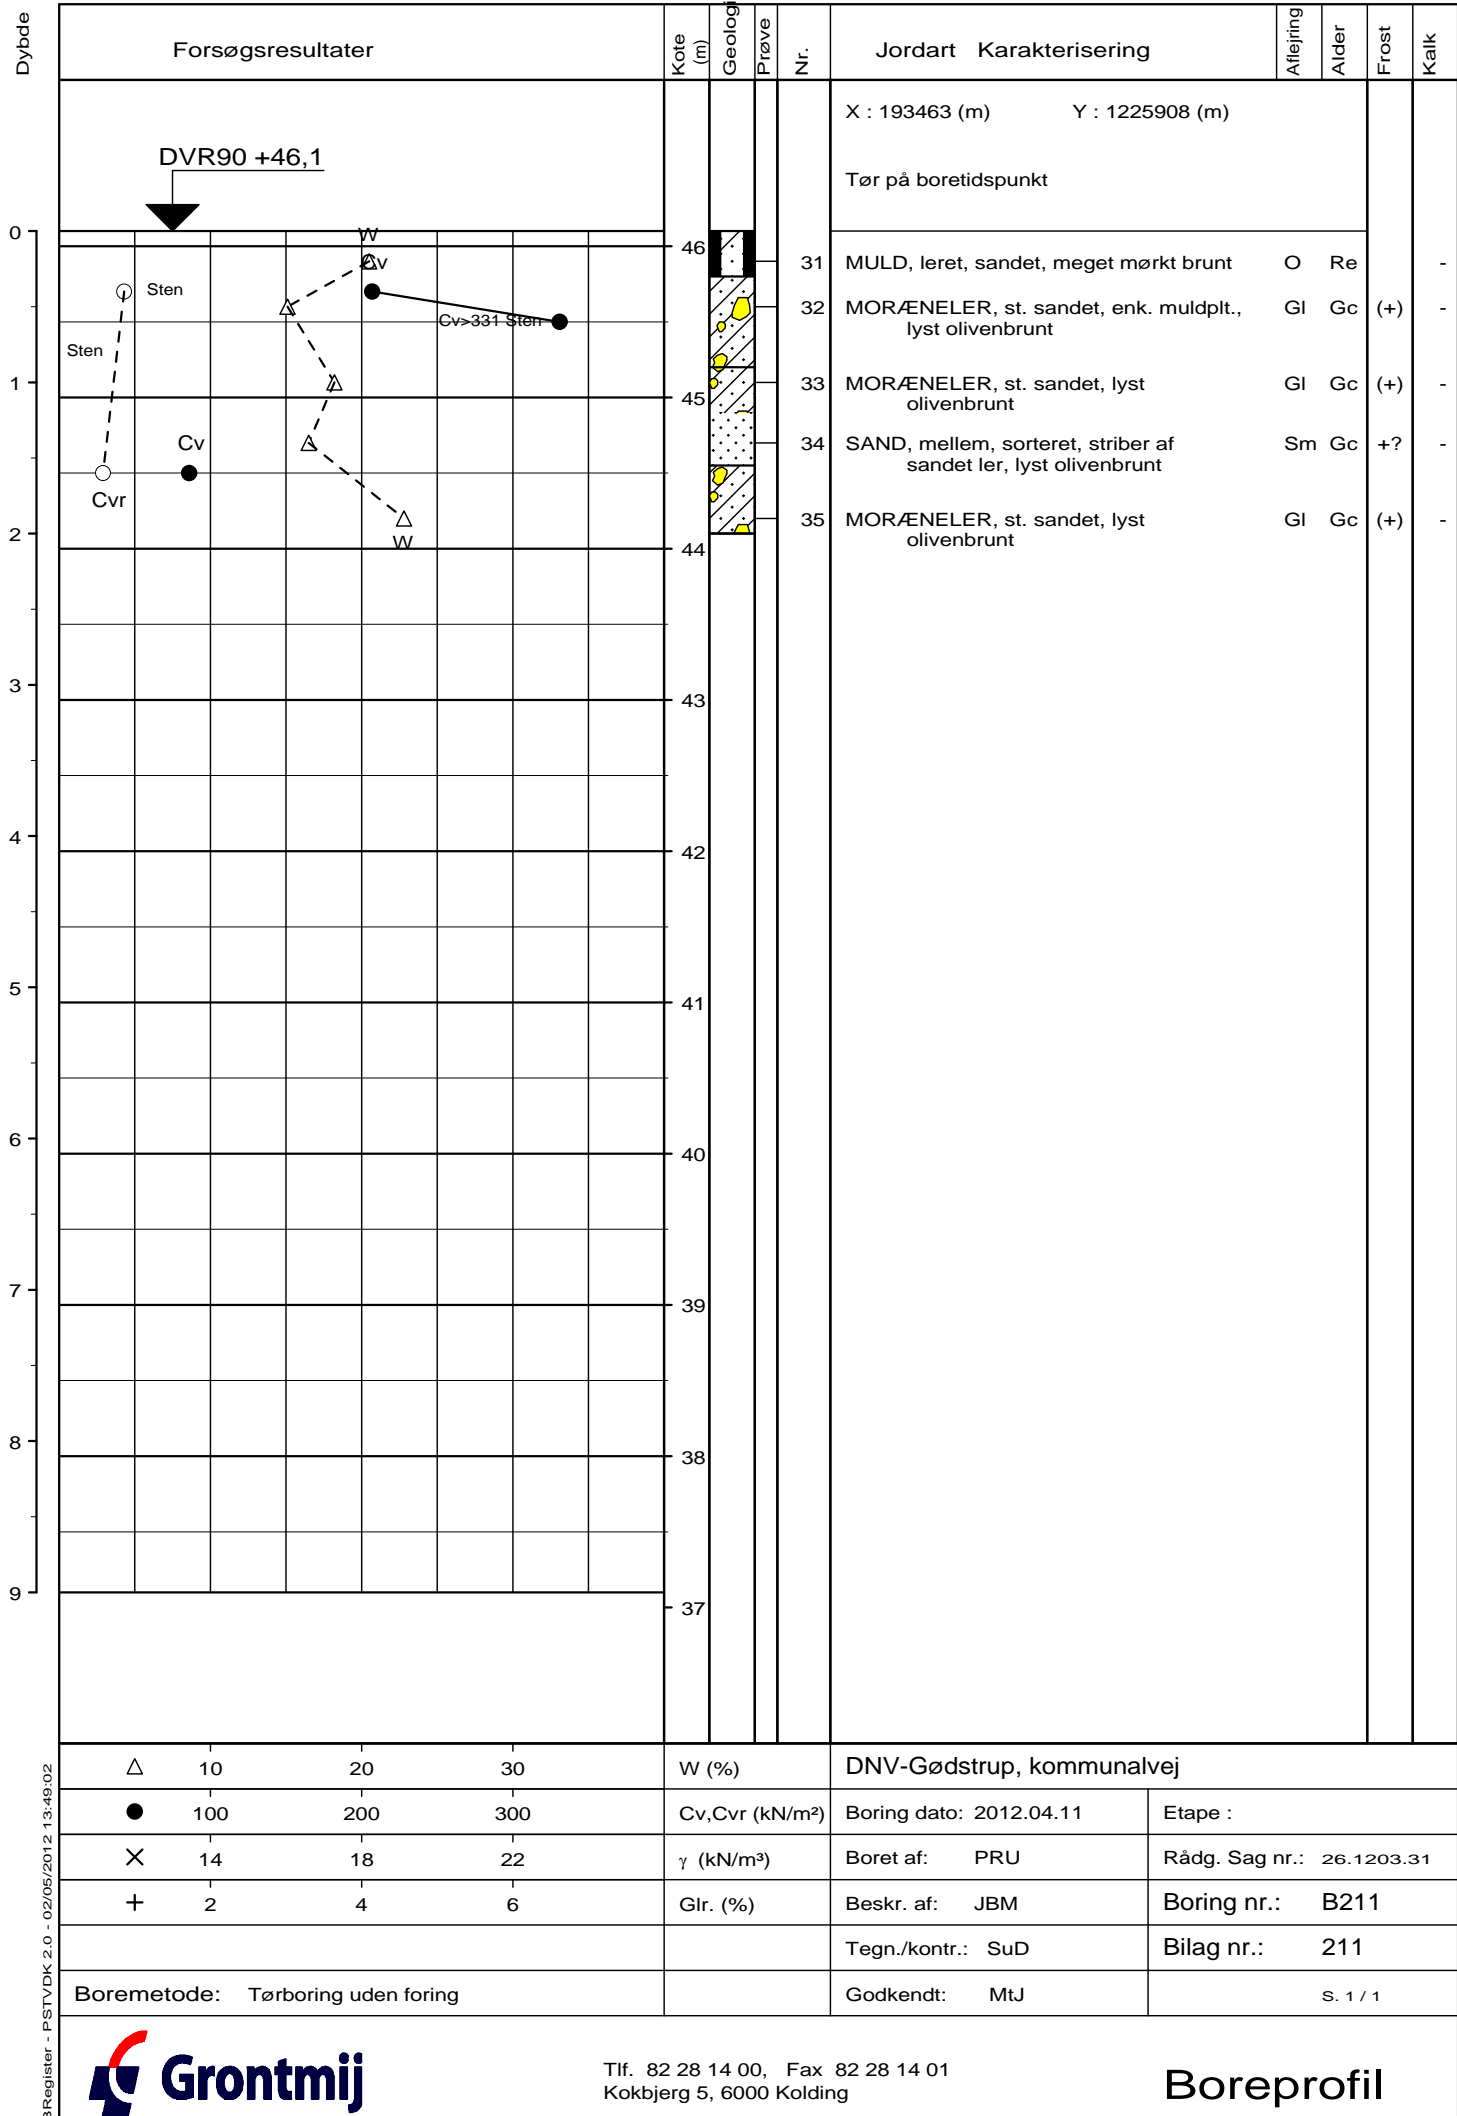 Dybde
Forsøgsresultater
Kote (m)
Geologi
Prøve
Nr.
Jordart Karakterisering
Aflejring
Alder
Frost
Kalk
X : 193463 (m) Y : 1225908 (m)
DVR90 +46,1
Tør på boretidspunkt
0
W
46
Cv
31 MULD, leret, sandet, meget mørkt brunt O Re -
Sten
32 MORÆNELER, st. sandet, enk. muldplt., Gl Gc (+) -
lyst olivenbrunt
Cv>331 Sten
Sten
1
33 MORÆNELER, st. sandet, lyst Gl Gc (+) -
olivenbrunt
45
Cv
34 SAND, mellem, sorteret, striber af Sm Gc +? -
sandet ler, lyst olivenbrunt
Cvr
35 MORÆNELER, st. sandet, lyst Gl Gc (+) -
olivenbrunt
2
W
44
3
43
4
42
5
41
6
40
7
39
8
38
9
37
10 20 30 W (%)
DNV-Gødstrup, kommunalvej
100 200 300 Cv,Cvr (kN/m²)
Boring dato: 2012.04.11 Etape :
14 18 22 γ (kN/m³)
Boret af: PRU Rådg. Sag nr.: 26.1203.31
+ 2 4 6 Glr. (%)
Beskr. af: JBM Boring nr.: B211
Tegn./kontr.: SuD Bilag nr.: 211
Boremetode: Tørboring uden foring
Godkendt: MtJ S. 1 / 1
BRegister - PSTVDK 2.0 - 02/05/2012 13:49:02
Grontmij
Tlf. 82 28 14 00, Fax 82 28 14 01
Kokbjerg 5, 6000 Kolding
Boreprofil